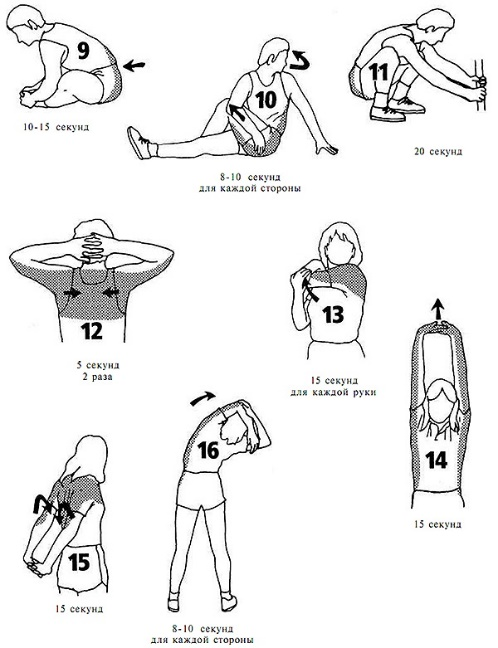 9
10-15 секунд
10
8-10 секунд
для каждой стороны
11
20 секунд
12
5 секунд
2 раза
13
15 секунд
для каждой руки
14
15 секунд
15
15 секунд
16
8-10 секунд
для каждой стороны